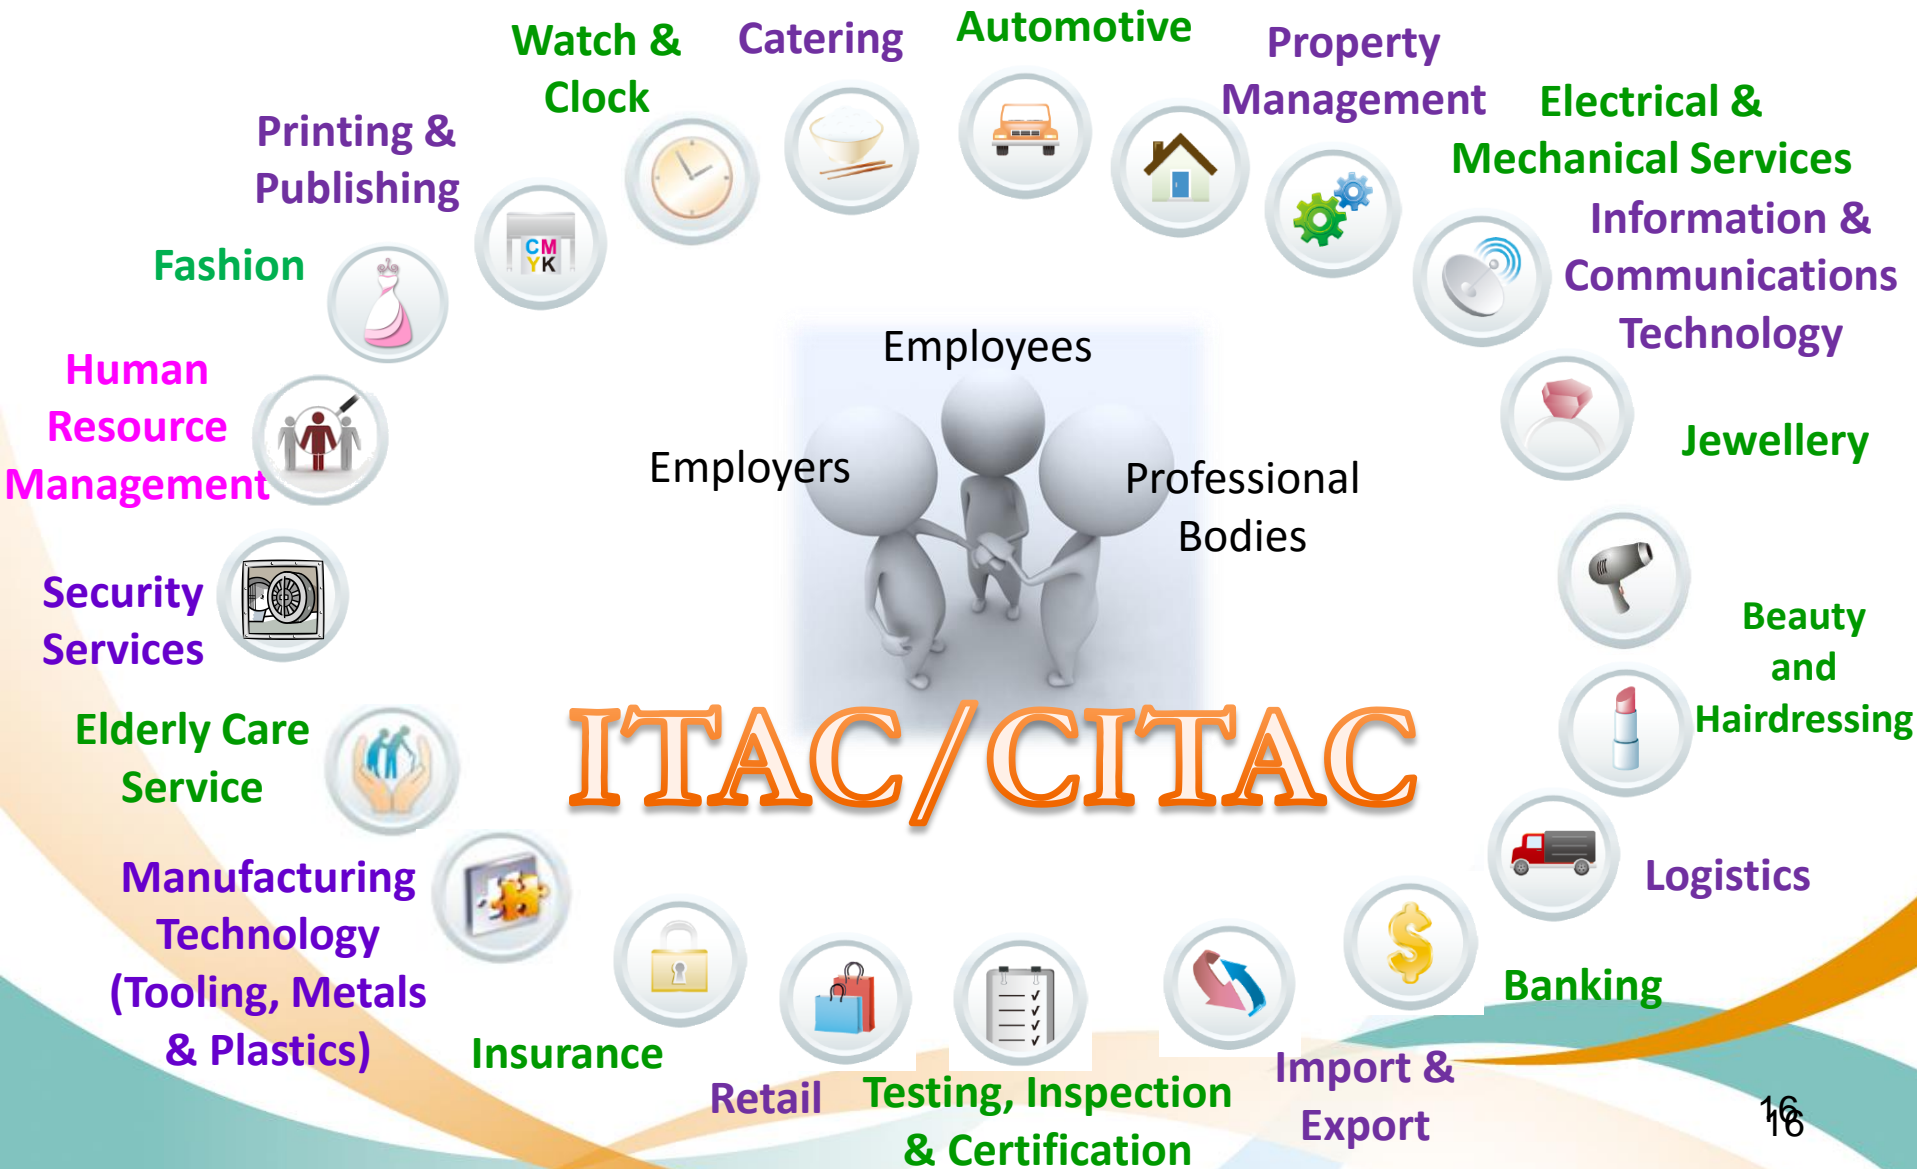 Watch &
Clock
Catering
Automotive
Property
Management
Electrical &
Mechanical Services
Information &
Communications
Technology
Jewellery
Beauty
and
Hairdressing
Logistics
Banking
Import &
Export
Testing, Inspection
& Certification
Retail
Insurance
Manufacturing
Technology
(Tooling, Metals
& Plastics)
Elderly Care
Service
Security
Services
Human
Resource
Management
Fashion
Printing &
Publishing
CM
YK
Employees
Employers
Professional
Bodies
ITAC/CITAC
16
16